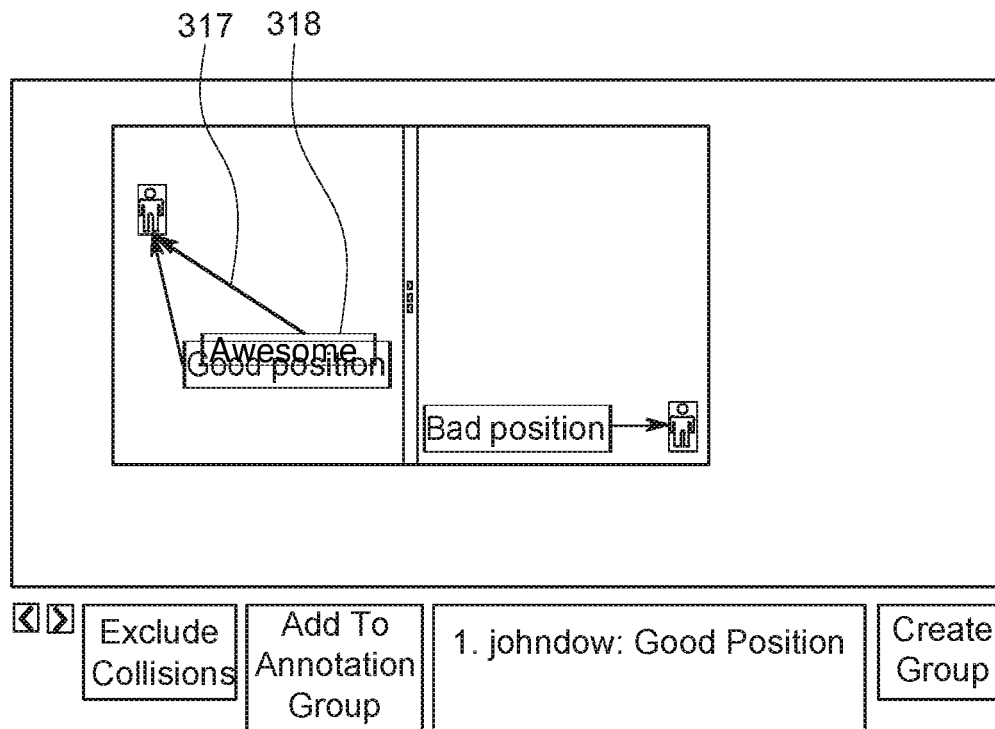 317 318
Awesome
Good position
Bad position
Exclude
Collisions
Add To
Annotation
Group
1. johndow: Good Position
Create
Group